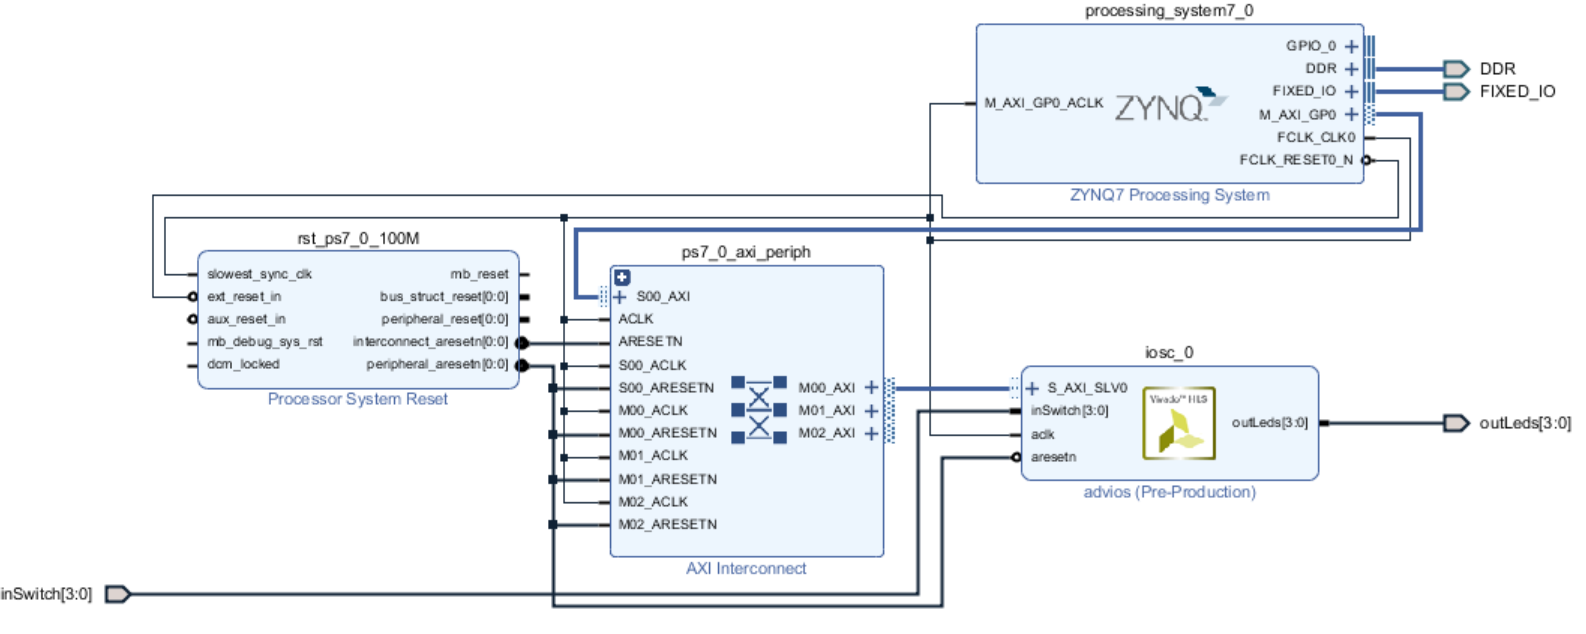 processing_system7_0
GPIO_0
DDR
FIXED_IO
M_AXI_GP0
FCLK_CLK0
FCLK_RESET0_N
M_AXI_GP0_ACLK
ZYNQ
ZYNQ7 Processing System
DDR
FIXED_IO
rst_ps7_0_100M
slowest_sync_clk
ext_reset_in
aux_reset_in
mb_debug_sys_rst
dcm_locked
mb_reset
bus_struct_reset[0:0]
peripheral_reset[0:0]
interconnect_aresetn[0:0]
peripheral_aresetn[0:0]
Processor System Reset
ps7_0_axi_periph
S00_AXI
ACLK
ARESETN
S00_ACLK
S00_ARESETN
M00_ACLK
M00_ARESETN
M01_ACLK
M01_ARESETN
M02_ACLK
M02_ARESETN
M00_AXI
M01_AXI
M02_AXI
AXI Interconnect
iosc_0
S_AXI_SLV0
inSwitch[3:0]
aclk
aresetn
Vivado™ HLS
outLeds[3:0]
advios (Pre-Production)
outLeds[3:0]
inSwitch[3:0]